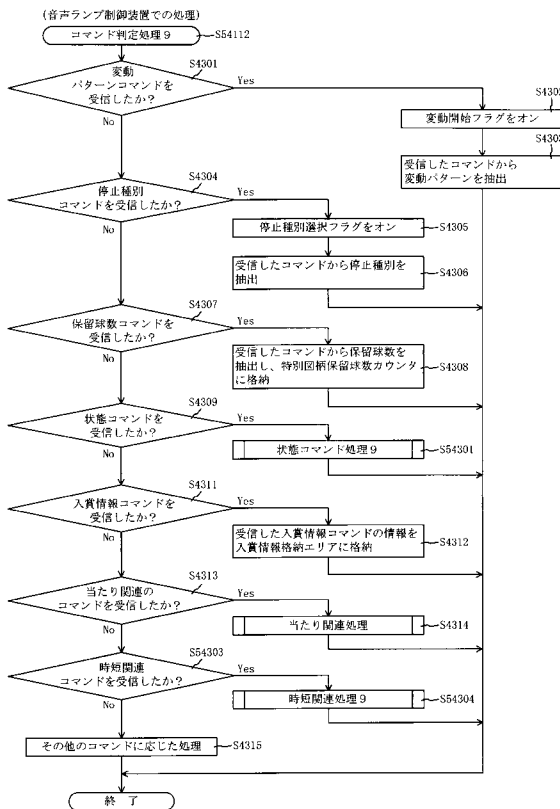 (音声ランプ制御装置での処理)
コマンド判定処理9
S54112
変動
パターンコマンドを
受信したか?
S4301
Yes
No
S4302
変動開始フラグをオン
S4303
受信したコマンドから
変動パターンを抽出
停止種別
コマンドを受信したか?
S4304
Yes
No
停止種別選択フラグをオン
S4305
受信したコマンドから停止種別を
抽出
S4306
保留球数コマンドを
受信したか?
S4307
Yes
No
受信したコマンドから保留球数を
抽出し、特別図柄保留球数カウンタ
に格納
S4308
状態コマンドを
受信したか?
S4309
Yes
No
状態コマンド処理9
S54301
入賞情報コマンドを
受信したか?
S4311
Yes
No
受信した入賞情報コマンドの情報を
入賞情報格納エリアに格納
S4312
当たり関連の
コマンドを受信したか?
S4313
Yes
No
当たり関連処理
S4314
時短関連
コマンドを受信したか?
S54303
Yes
No
時短関連処理9
S54304
その他のコマンドに応じた処理
S4315
終了